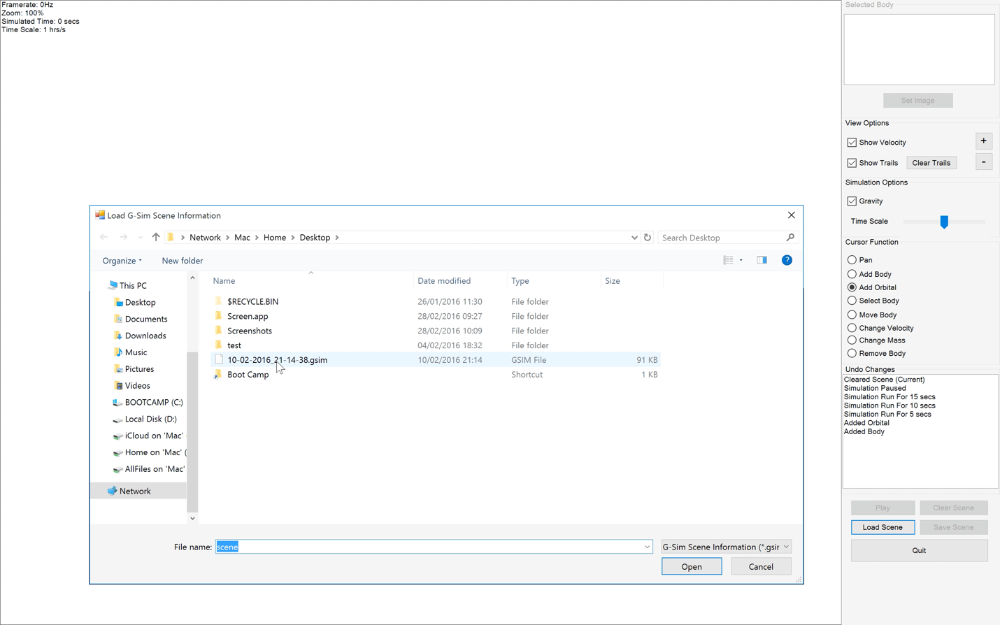 Framerate: 0Hz
Zoom: 100%
Simulated Time: 0 secs
Time Scale: 1 hrs/s
Selected Body
Set Image
View Options
Show Velocity
+
Show Trails
Clear Trails
-
Simulation Options
Gravity
Time Scale
Cursor Function
Pan
Add Body
Add Orbital
Select Body
Move Body
Change Velocity
Change Mass
Remove Body
Undo Changes
Cleared Scene (Current)
Simulation Paused
Simulation Run For 15 secs
Simulation Run For 10 secs
Simulation Run For 5 secs
Added Orbital
Added Body
Play
Clear Scene
Load Scene
Save Scene
Quit
Load G-Sim Scene Information
Network > Mac > Home > Desktop >
Search Desktop
Organize
New folder
?
This PC
Desktop
Documents
Downloads
Music
Pictures
Videos
BOOTCAMP (C:)
Local Disk (D:)
iCloud on 'Mac'
Home on 'Mac' (
AllFiles on 'Mac'
Network
Name Date modified Type Size
$RECYCLE.BIN 26/01/2016 11:30 File folder
Screen.app 28/02/2016 09:27 File folder
Screenshots 28/02/2016 10:09 File folder
test 04/02/2016 18:32 File folder
10-02-2016_21-14-38.gsim 10/02/2016 21:14 GSIM File 91 KB
Boot Camp Shortcut 1 KB
File name: scene
G-Sim Scene Information (*.gsir
Open
Cancel